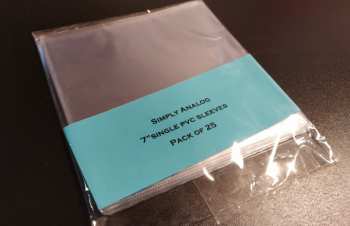 Simply Analog
7" single pvc sleeves
Pack of 25